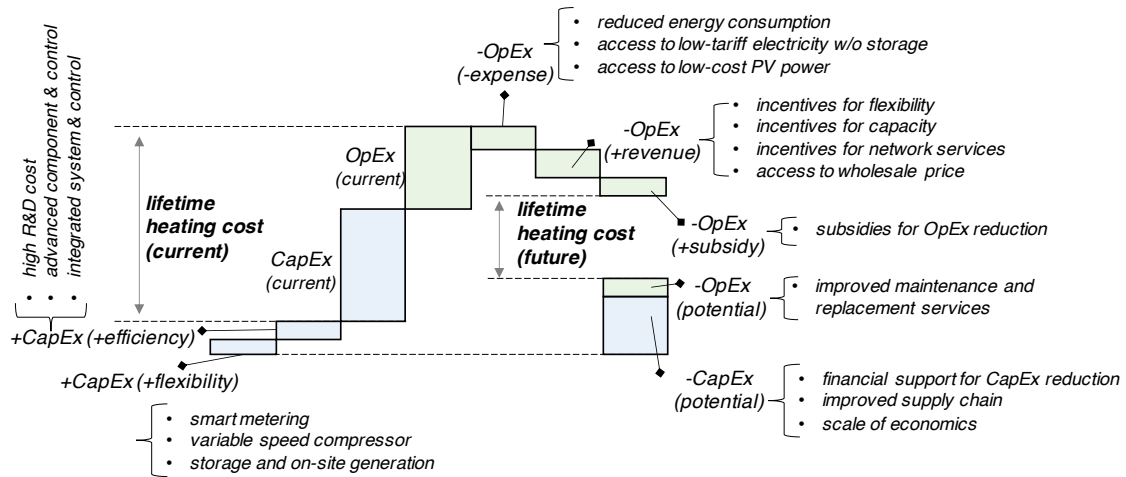 reduced energy consumption
access to low-tariff electricity w/o storage
access to low-cost PV power
-OpEx
(-expense)
incentives for flexibility
incentives for capacity
incentives for network services
access to wholesale price
-OpEx
(+revenue)
high R&D cost
advanced component & control
integrated system & control
OpEx
(current)
lifetime
heating cost
(current)
lifetime
heating cost
(future)
-OpEx
(+subsidy)
subsidies for OpEx reduction
CapEx
(current)
-OpEx
(potential)
improved maintenance and
replacement services
+CapEx (+efficiency)
+CapEx (+flexibility)
-CapEx
(potential)
financial support for CapEx reduction
improved supply chain
scale of economics
smart metering
variable speed compressor
storage and on-site generation